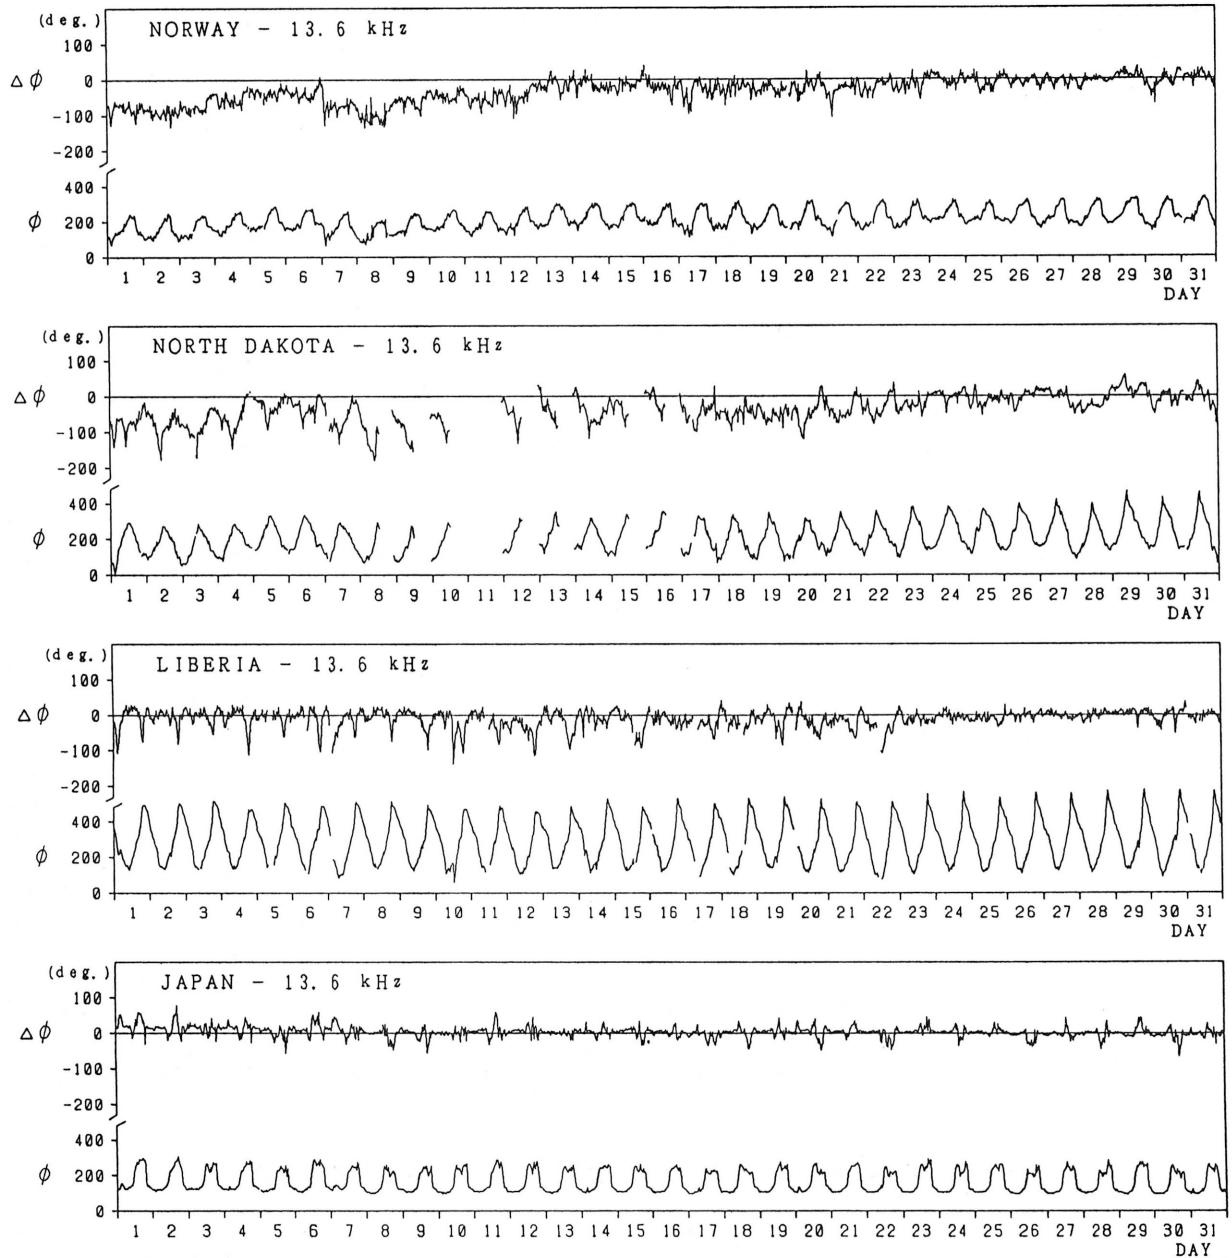 (deg.)
NORWAY - 13.6 kHz
100
Δϕ 0
-100
-200
400
ϕ 200
0
1 2 3 4 5 6 7 8 9 10 11 12 13 14 15 16 17 18 19 20 21 22 23 24 25 26 27 28 29 30 31
DAY
(deg.)
NORTH DAKOTA - 13.6 kHz
100
Δϕ 0
-100
-200
400
ϕ 200
0
1 2 3 4 5 6 7 8 9 10 11 12 13 14 15 16 17 18 19 20 21 22 23 24 25 26 27 28 29 30 31
DAY
(deg.)
LIBERIA - 13.6 kHz
100
Δϕ 0
-100
-200
400
ϕ 200
0
1 2 3 4 5 6 7 8 9 10 11 12 13 14 15 16 17 18 19 20 21 22 23 24 25 26 27 28 29 30 31
DAY
(deg.)
JAPAN - 13.6 kHz
100
Δϕ 0
-100
-200
400
ϕ 200
0
1 2 3 4 5 6 7 8 9 10 11 12 13 14 15 16 17 18 19 20 21 22 23 24 25 26 27 28 29 30 31
DAY